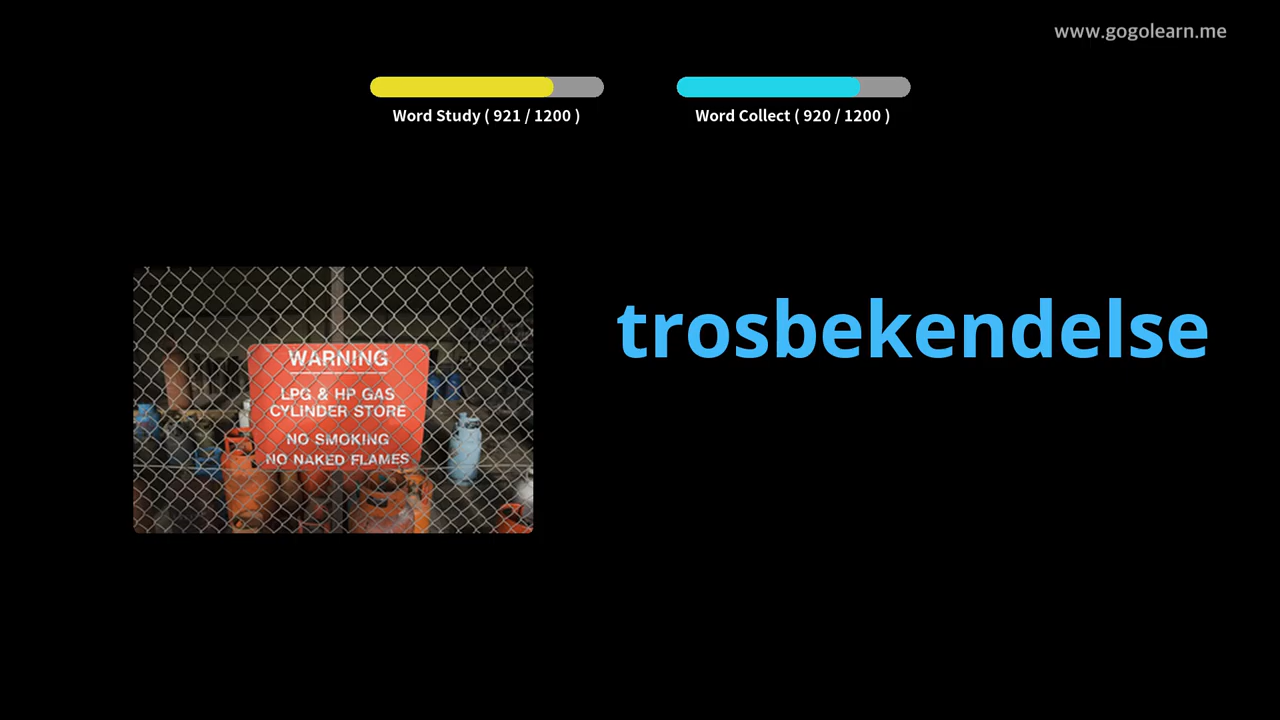 www.gogolearn.me
Word Study ( 921 / 1200 )
Word Collect ( 920 / 1200 )
trosbekendelse
WARNING
LPG & HP GAS
CYLINDER STORE
NO SMOKING
NO NAKED FLAMES